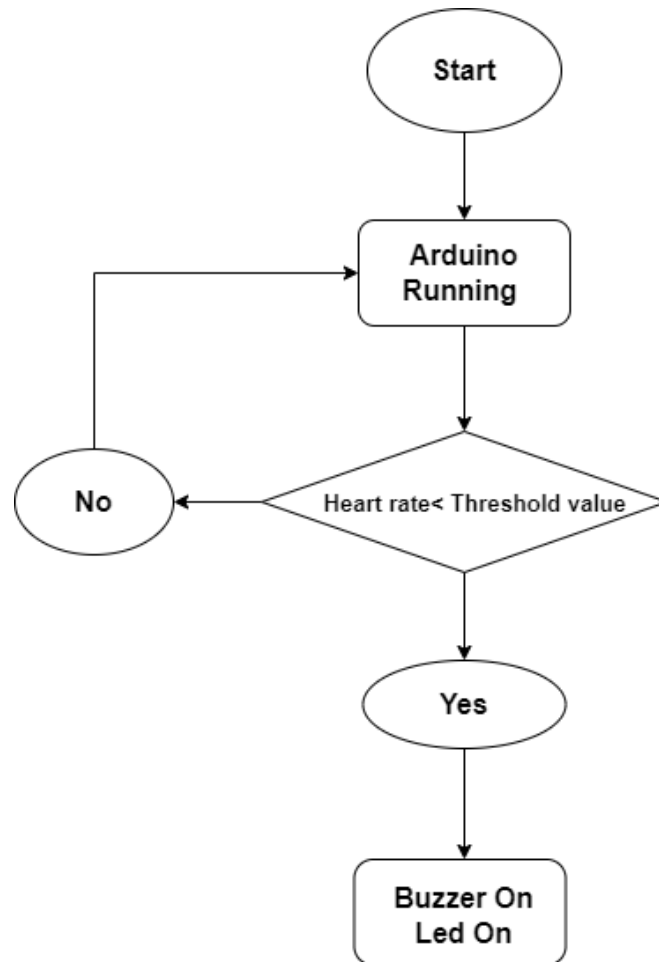 Start
Arduino
Running
No
Heart rate< Threshold value
Yes
Buzzer On
Led On